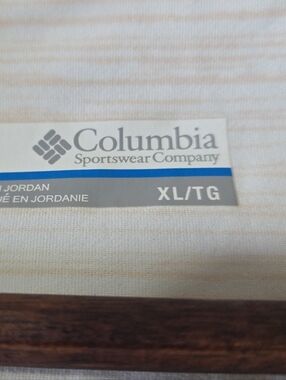 Columbia
Sportswear Company
JORDAN
EN JORDANIE
XL/TG